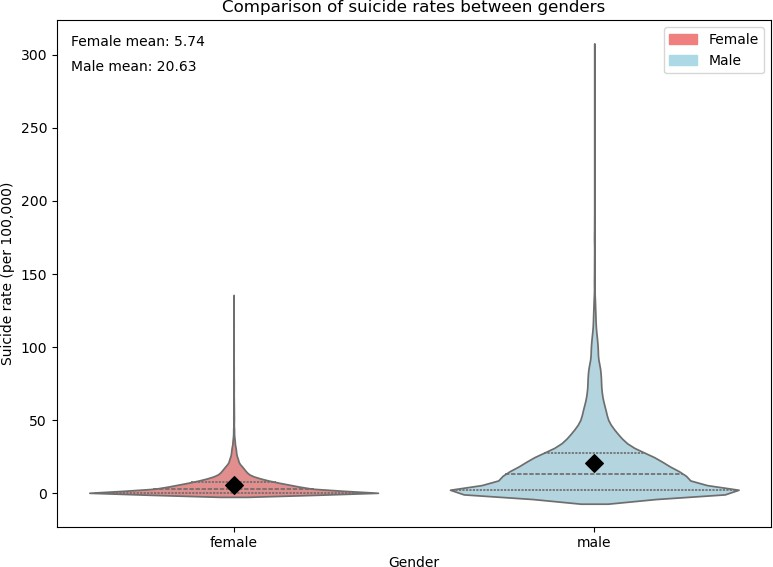 Comparison of suicide rates between genders
Female mean: 5.74
Male mean: 20.63
Female
Male
300
250
200
150
100
50
0
Suicide rate (per 100,000)
female
male
Gender